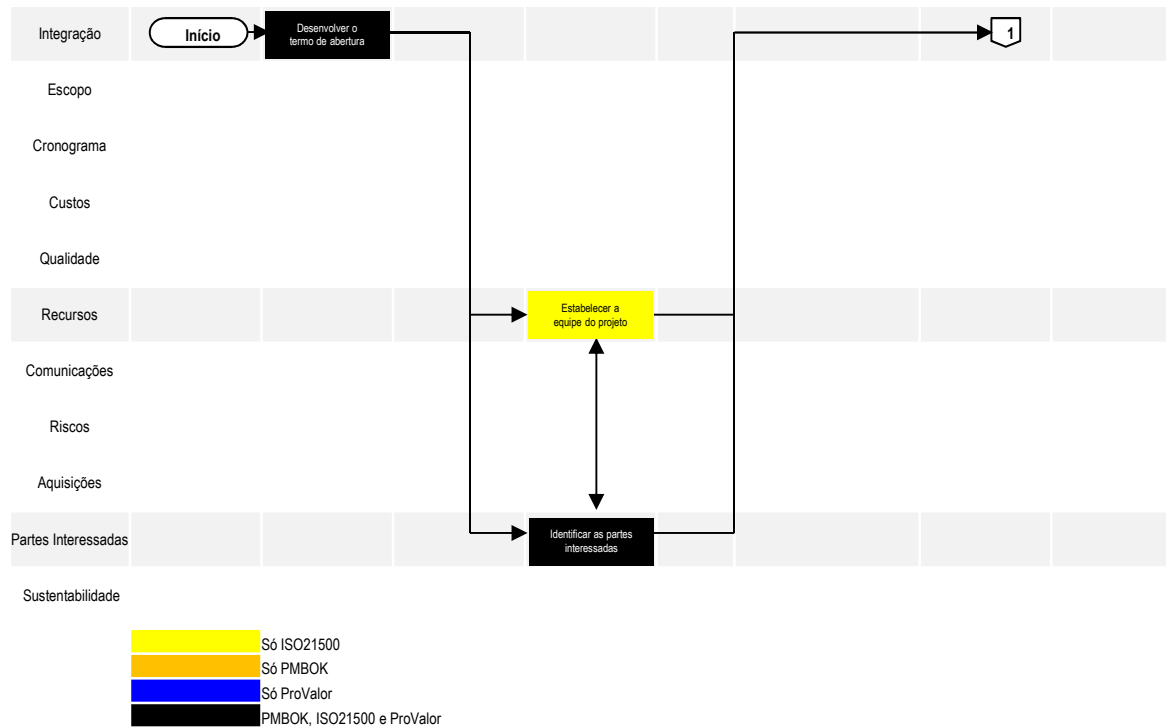 Integração
Início
Desenvolver o
termo de abertura
1
Escopo
Cronograma
Custos
Qualidade
Recursos
Estabelecer a
equipe do projeto
Comunicações
Riscos
Aquisições
Partes Interessadas
Identificar as partes
interessadas
Sustentabilidade
Só ISO21500
Só PMBOK
Só ProValor
PMBOK, ISO21500 e ProValor